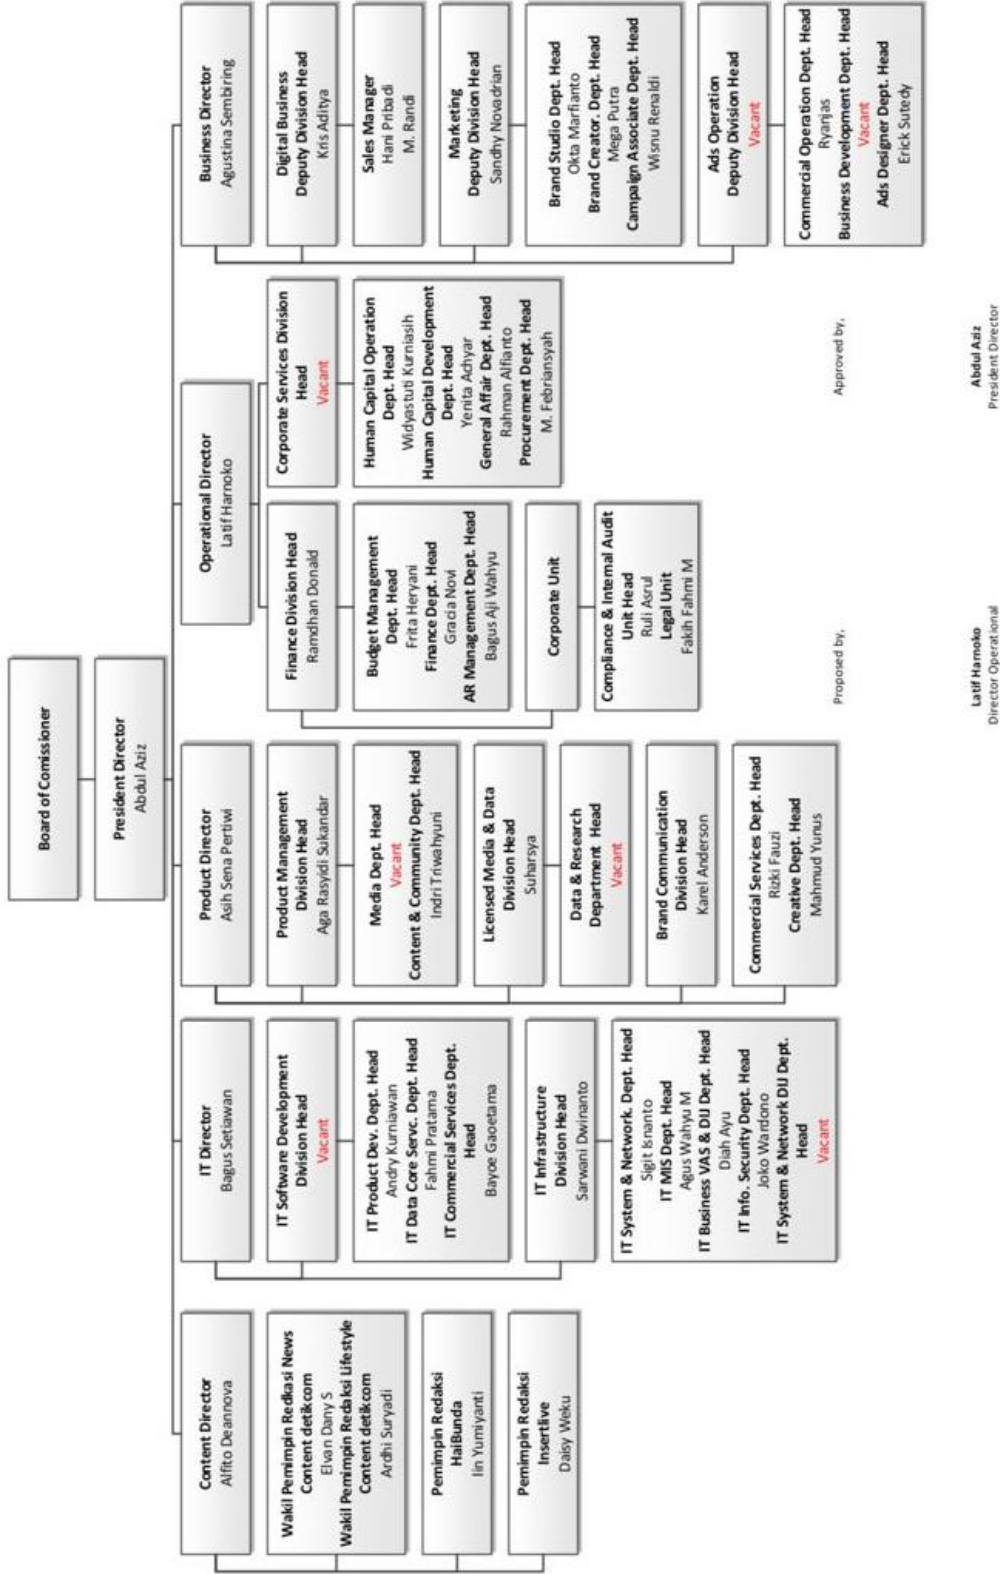 Board of Comissioner
President Director
Abdul Aziz
Content Director
Alfito Deannova
Wakil Pemimpin Redkasi News
Content detikcom
Elvan Dany S
Wakil Pemimpin Redaksi Lifestyle
Content detikcom
Ardhi Suryadi
Pemimpin Redaksi
HaiBunda
Iin Yumiyanti
Pemimpin Redaksi
Insertlive
Daisy Weku
IT Director
Bagus Setiawan
IT Software Development
Division Head
Vacant
IT Product Dev. Dept. Head
Andry Kurniawan
IT Data Core Servc. Dept. Head
Fahmi Pratama
IT Commercial Services Dept.
Head
Bayoe Gaoetama
IT Infrastructure
Division Head
Sarwani Dwinanto
IT System & Network. Dept. Head
Sigit Isnanto
IT MIS Dept. Head
Agus Wahyu M
IT Business VAS & DIJ Dept. Head
Diah Ayu
IT Info. Security Dept. Head
Joko Wardono
IT System & Network DIJ Dept.
Head
Vacant
Product Director
Asih Sena Pertiwi
Product Management
Division Head
Aga Rasyidi Sukandar
Media Dept. Head
Vacant
Content & Community Dept. Head
Indri Triwahyuni
Licensed Media & Data
Division Head
Suharsya
Data & Research
Department Head
Vacant
Brand Communication
Division Head
Karel Anderson
Commercial Services Dept. Head
Rizki Fauzi
Creative Dept. Head
Mahmud Yunus
Operational Director
Latif Harnoko
Finance Division Head
Ramdhan Donald
Budget Management
Dept. Head
Frita Heryani
Finance Dept. Head
Gracia Novi
AR Management Dept. Head
Bagus Aji Wahyu
Corporate Unit
Compliance & Internal Audit
Unit Head
Ruli Asrul
Legal Unit
Fakih Fahmi M
Corporate Services Division
Head
Vacant
Human Capital Operation
Dept. Head
Widyastuti Kurniasih
Human Capital Development
Dept. Head
Yenita Achyar
General Affair Dept. Head
Rahman Alfianto
Procurement Dept. Head
M. Febriansyah
Business Director
Agustina Sembiring
Digital Business
Deputy Division Head
Kris Aditya
Sales Manager
Hani Pribadi
M. Randi
Marketing
Deputy Division Head
Sandhy Novadrian
Brand Studio Dept. Head
Okta Marfianto
Brand Creator. Dept. Head
Mega Putra
Campaign Associate Dept. Head
Wisnu Renaldi
Ads Operation
Deputy Division Head
Vacant
Commercial Operation Dept. Head
Ryanjas
Business Development Dept. Head
Vacant
Ads Designer Dept. Head
Erick Sutedy
Proposed by,
Latif Harnoko
Director Operational
Approved by,
Abdul Aziz
President Director